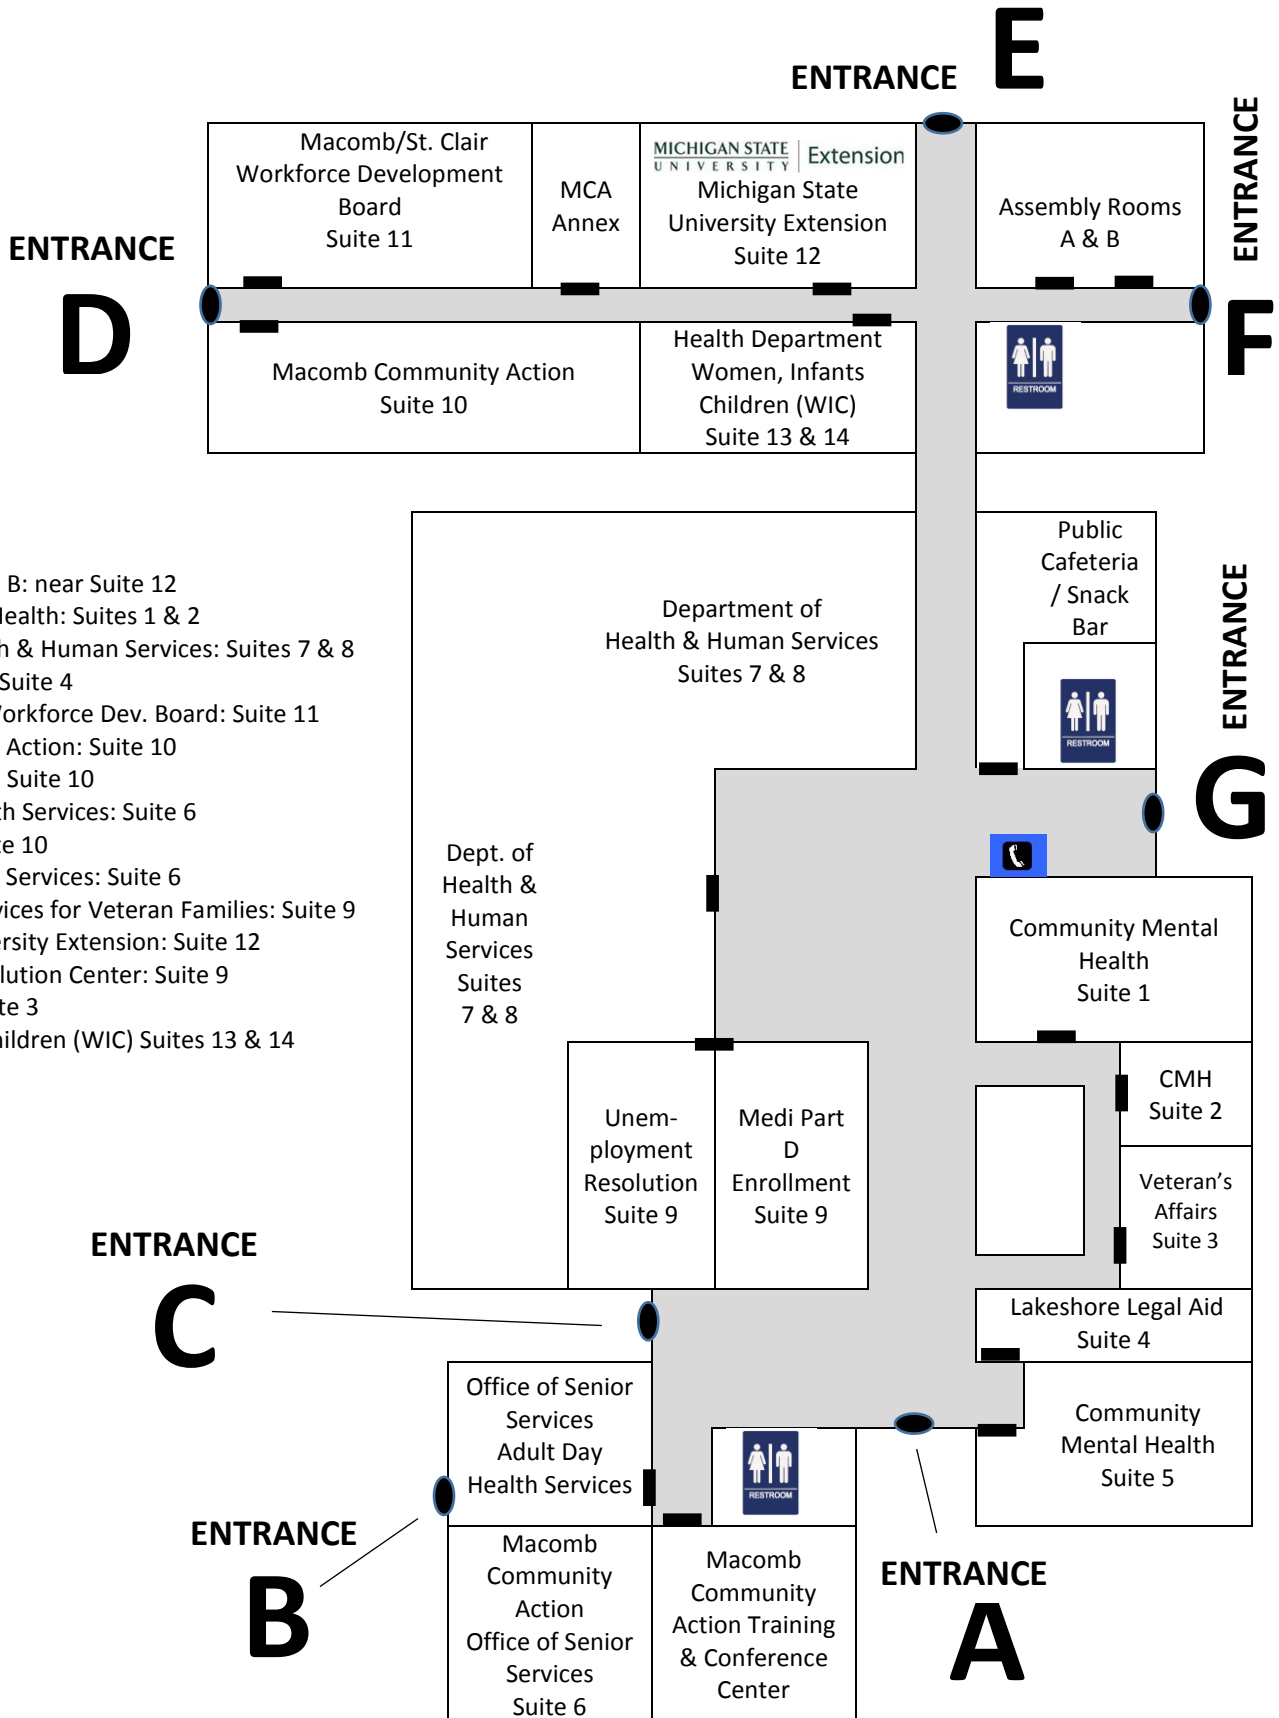 E
ENTRANCE
ENTRANCE
F
Macomb/St. Clair
Workforce Development
Board
Suite 11
MCA
Annex
MICHIGAN STATE
UNIVERSITY
Extension
Michigan State
University Extension
Suite 12
Assembly Rooms
A & B
ENTRANCE
D
Macomb Community Action
Suite 10
Health Department
Women, Infants
Children (WIC)
Suite 13 & 14
RESTROOM
B: near Suite 12
Health: Suites 1 & 2
h & Human Services: Suites 7 & 8
Suite 4
Workforce Dev. Board: Suite 11
Action: Suite 10
Suite 10
th Services: Suite 6
te 10
Services: Suite 6
vices for Veteran Families: Suite 9
ersity Extension: Suite 12
lution Center: Suite 9
te 3
hildren (WIC) Suites 13 & 14
Department of
Health & Human Services
Suites 7 & 8
Public
Cafeteria
/ Snack
Bar
RESTROOM
ENTRANCE
G
Dept. of
Health &
Human
Services
Suites
7 & 8
Community Mental
Health
Suite 1
CMH
Suite 2
Unem-
ployment
Resolution
Suite 9
Medi Part
D
Enrollment
Suite 9
Veteran’s
Affairs
Suite 3
ENTRANCE
C
Lakeshore Legal Aid
Suite 4
Office of Senior
Services
Adult Day
Health Services
RESTROOM
Community
Mental Health
Suite 5
ENTRANCE
B
Macomb
Community
Action
Office of Senior
Services
Suite 6
Macomb
Community
Action Training
& Conference
Center
ENTRANCE
A